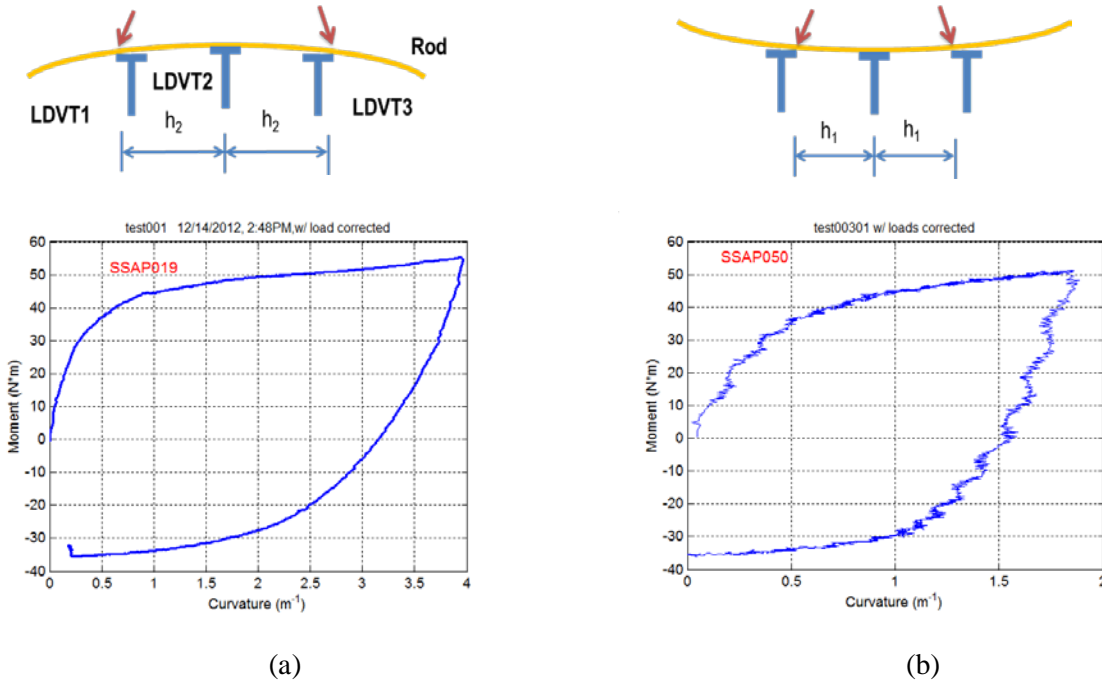 Rod
LDVT2
LDVT1
LDVT3
h2
h2
h1
h1
test001 12/14/2012, 2:48PM,w/ load corrected
SSAP019
60
50
40
30
20
10
0
-10
-20
-30
-40
Moment (N*m)
0
0.5
1
1.5
2
2.5
3
3.5
4
Curvature (m-1)
(a)
test00301 w/ loads corrected
SSAP050
60
50
40
30
20
10
0
-10
-20
-30
-40
Moment (N*m)
0
0.5
1
1.5
2
Curvature (m-1)
(b)